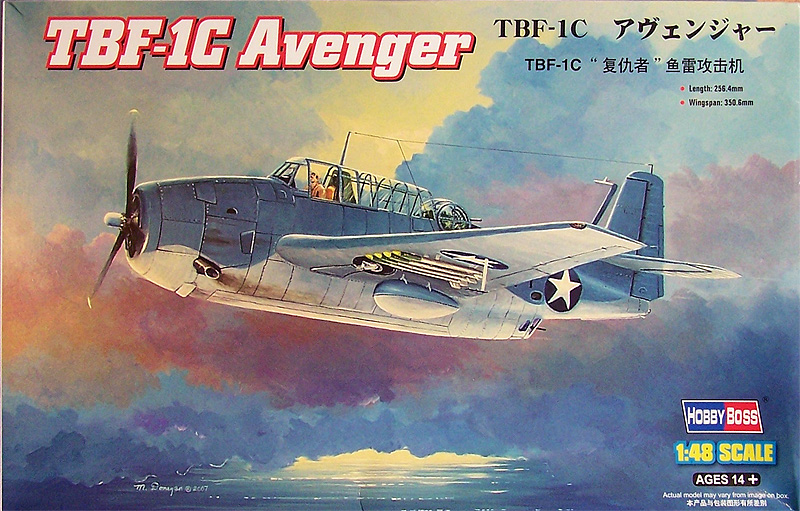 TBF-1C Avenger
TBF-1C アヴェンジャー
TBF-1C “复仇者”鱼雷攻击机
Length: 256.4mm
Wingspan: 350.6mm
HOBBY BOSS®
1:48 SCALE
AGES 14+
Actual model may vary from image on box.
本产品与包装图形有所差别
M. Donegan © 2007